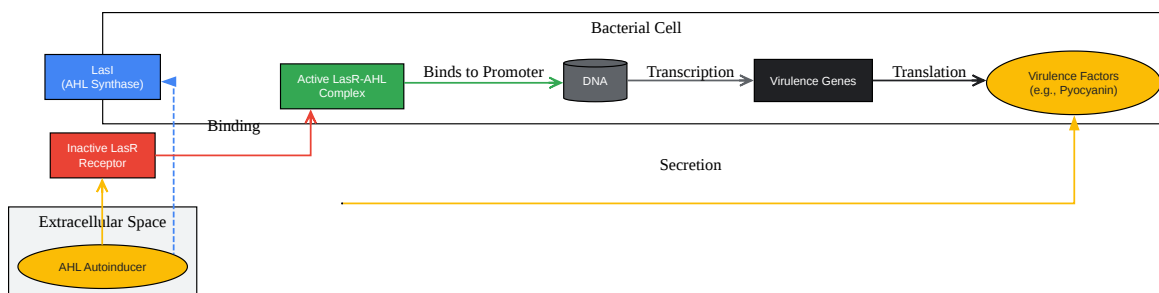 Bacterial Cell
LasI
(AHL Synthase)
Active LasR-AHL
Complex
Binds to Promoter
DNA
Transcription
Virulence Genes
Translation
Virulence Factors
(e.g., Pyocyanin)
Binding
Inactive LasR
Receptor
Secretion
Extracellular Space
AHL Autoinducer